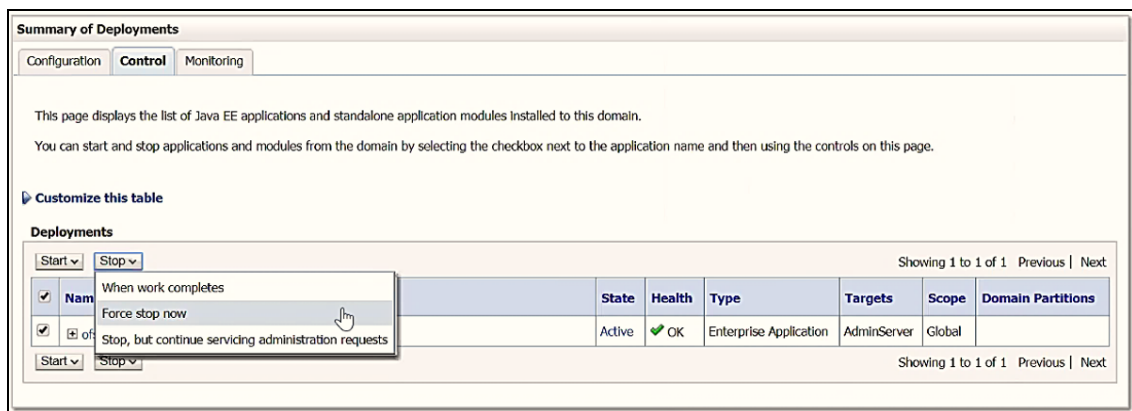 Summary of Deployments
Configuration Control Monitoring
This page displays the list of Java EE applications and standalone application modules installed to this domain.
You can start and stop applications and modules from the domain by selecting the checkbox next to the application name and then using the controls on this page.
Customize this table
Deployments
Start Stop Showing 1 to 1 of 1 Previous | Next
When work completes
Nam State Health Type Targets Scope Domain Partitions
Force stop now
ofs Active OK Enterprise Application AdminServer Global
Stop, but continue servicing administration requests
Start Stop Showing 1 to 1 of 1 Previous | Next